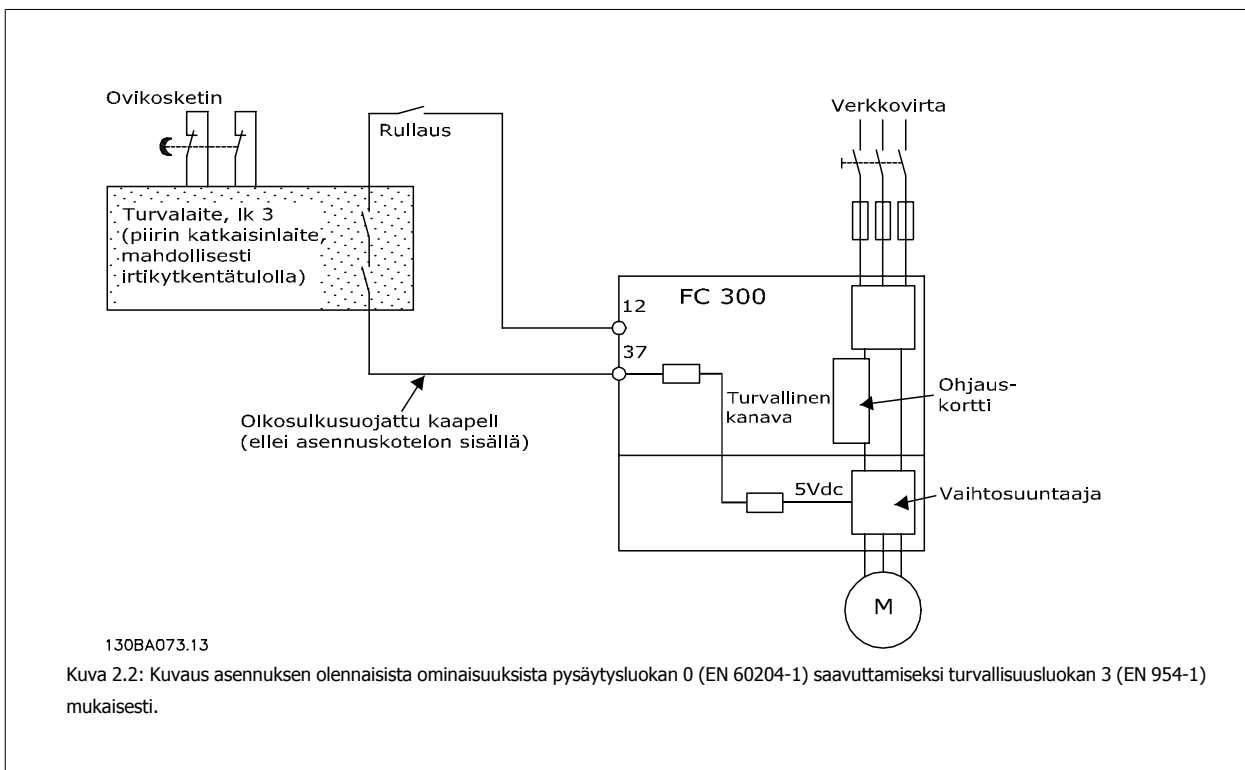 Ovikosketin
Rullaus
Verkkovirta
Turvalaite, lk 3
(piirin katkaisinlaite,
mahdollisesti
irtikytkentätulolla)
FC 300
12
37
Turvallinen
kanava
Ohjaus-
kortti
Olkosulkusuojattu kaapell
(ellei asennuskotelon sisällä)
5Vdc
Vaihtosuuntaaja
M
130BA073.13
Kuva 2.2: Kuvaus asennuksen olennaisista ominaisuuksista pysäytysluokan 0 (EN 60204-1) saavuttamiseksi turvallisuusluokan 3 (EN 954-1)
mukaisesti.